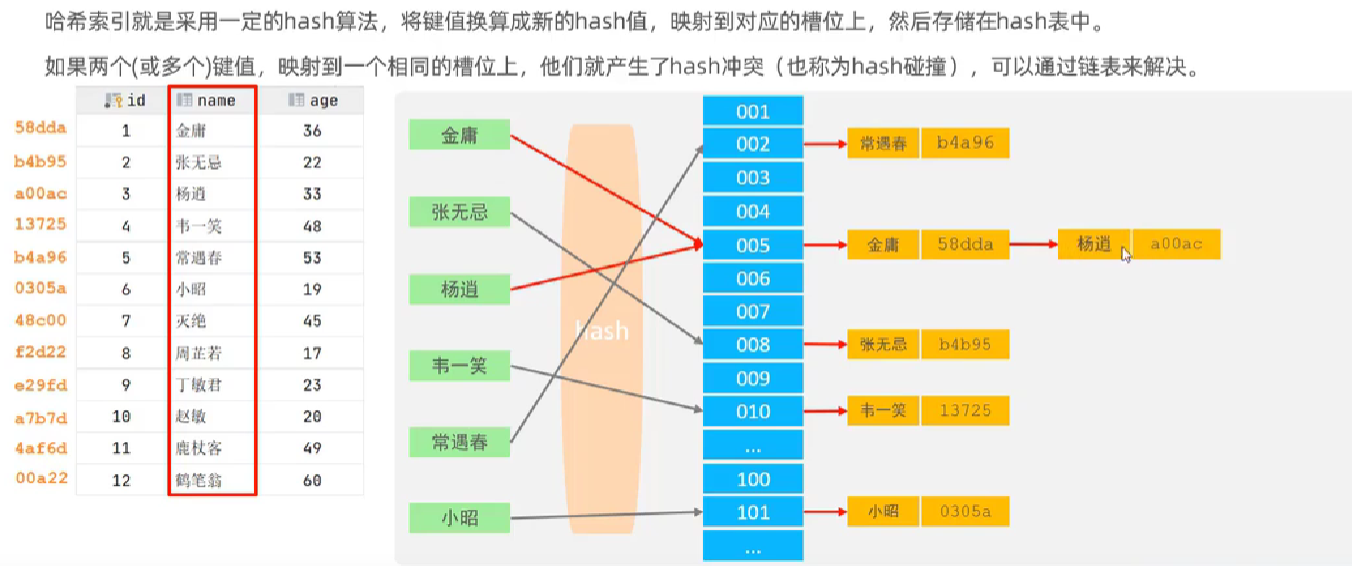 哈希索引就是采用一定的hash算法，将键值换算成新的hash值，映射到对应的槽位上，然后存储在hash表中。
如果两个(或多个)键值，映射到一个相同的槽位上，他们就产生了hash冲突（也称为hash碰撞），可以通过链表来解决。
id name age
58dda 1 金庸 36
b4b95 2 张无忌 22
a00ac 3 杨逍 33
13725 4 韦一笑 48
b4a96 5 常遇春 53
0305a 6 小昭 19
48c00 7 灭绝 45
f2d22 8 周芷若 17
e29fd 9 丁敏君 23
a7b7d 10 赵敏 20
4af6d 11 鹿杖客 49
00a22 12 鹤笔翁 60
金庸
张无忌
杨逍
韦一笑
常遇春
小昭
hash
001
002 常遇春 b4a96
003
004
005 金庸 58dda 杨逍 a00ac
006
007
008 张无忌 b4b95
009
010 韦一笑 13725
...
100
101 小昭 0305a
...